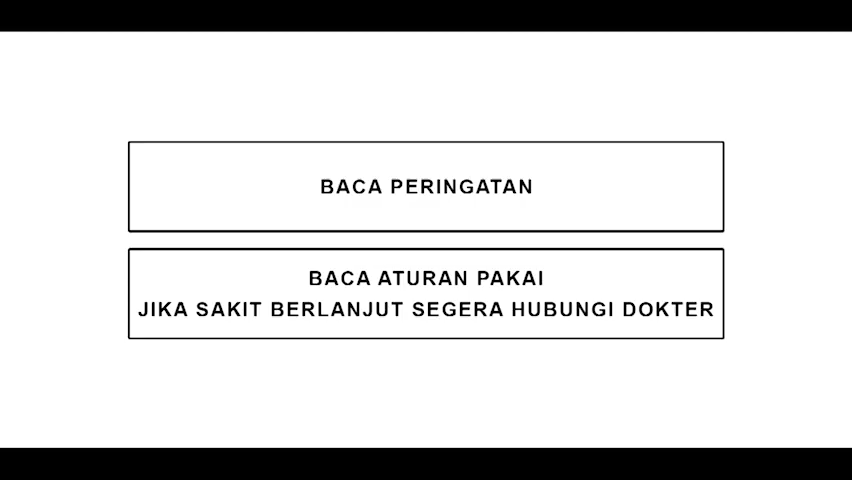 BACA PERINGATAN
BACA ATURAN PAKAI
JIKA SAKIT BERLANJUT SEGERA HUBUNGI DOKTER